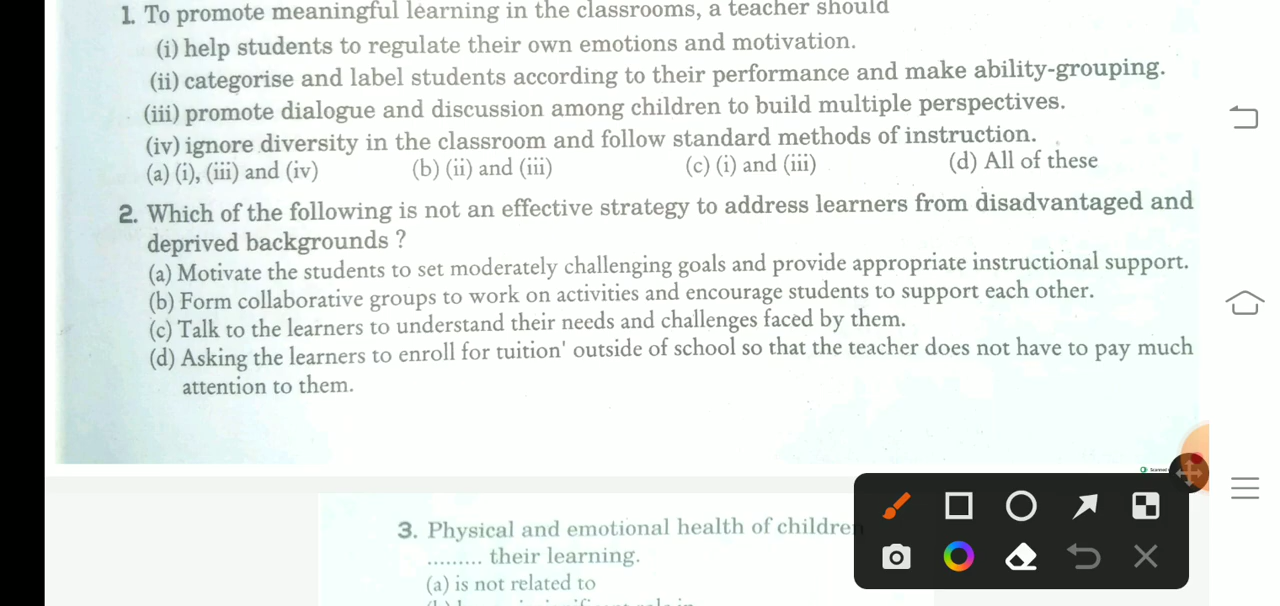 1. To promote meaningful learning in the classrooms, a teacher should
(i) help students to regulate their own emotions and motivation.
(ii) categorise and label students according to their performance and make ability-grouping.
(iii) promote dialogue and discussion among children to build multiple perspectives.
(iv) ignore diversity in the classroom and follow standard methods of instruction.
(a) (i), (iii) and (iv) (b) (ii) and (iii) (c) (i) and (iii) (d) All of these
2. Which of the following is not an effective strategy to address learners from disadvantaged and
deprived backgrounds ?
(a) Motivate the students to set moderately challenging goals and provide appropriate instructional support.
(b) Form collaborative groups to work on activities and encourage students to support each other.
(c) Talk to the learners to understand their needs and challenges faced by them.
(d) Asking the learners to enroll for tuition' outside of school so that the teacher does not have to pay much
attention to them.
3. Physical and emotional health of children
......... their learning.
(a) is not related to